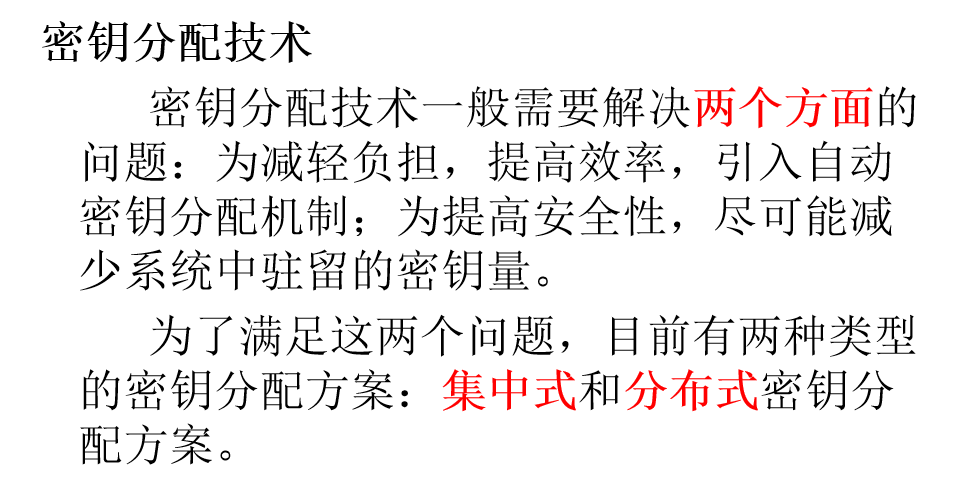 密钥分配技术
密钥分配技术一般需要解决两个方面的
问题：为减轻负担，提高效率，引入自动
密钥分配机制；为提高安全性，尽可能减
少系统中驻留的密钥量。
为了满足这两个问题，目前有两种类型
的密钥分配方案：集中式和分布式密钥分
配方案。